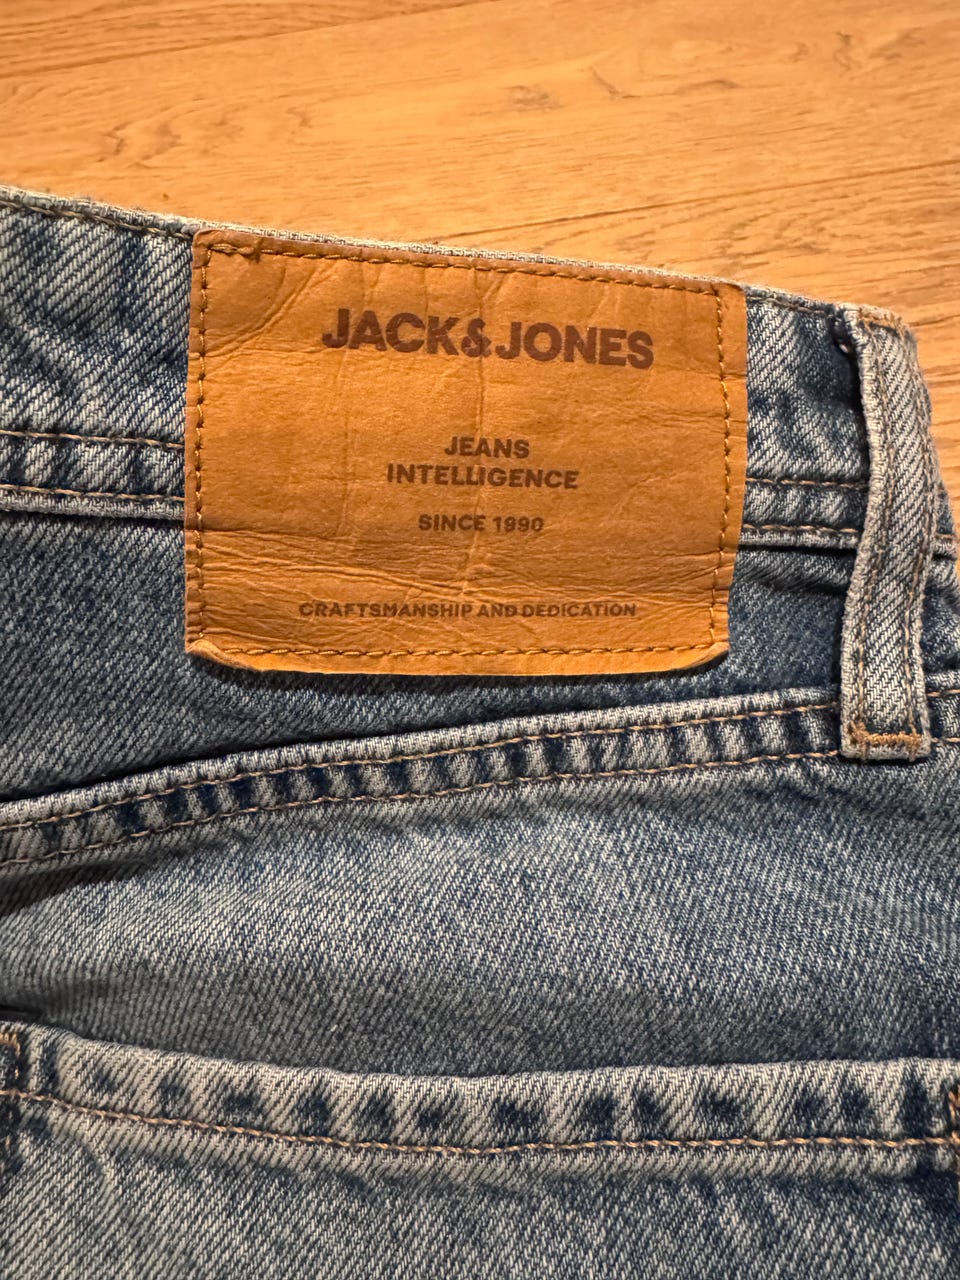 JACK&JONES
JEANS
INTELLIGENCE
SINCE 1990
CRAFTSMANSHIP AND DEDICATION